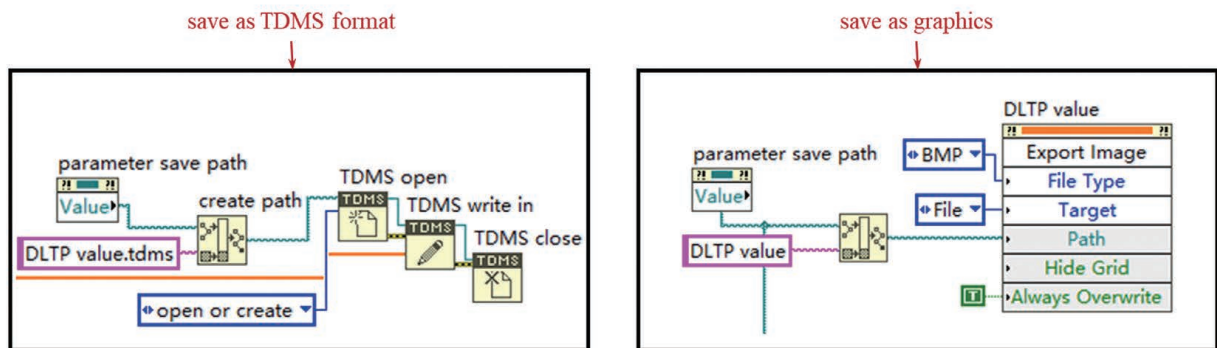 save as TDMS format
save as graphics
parameter save path
?! ?!
Value
create path
DLTP value.tdms
TDMS open
TDMS
TDMS write in
TDMS
TDMS close
TDMS
open or create
DLTP value
?! ?!
Export Image
File Type
Target
Path
Hide Grid
Always Overwrite
BMP
File
parameter save path
?! ?!
Value
DLTP value
T